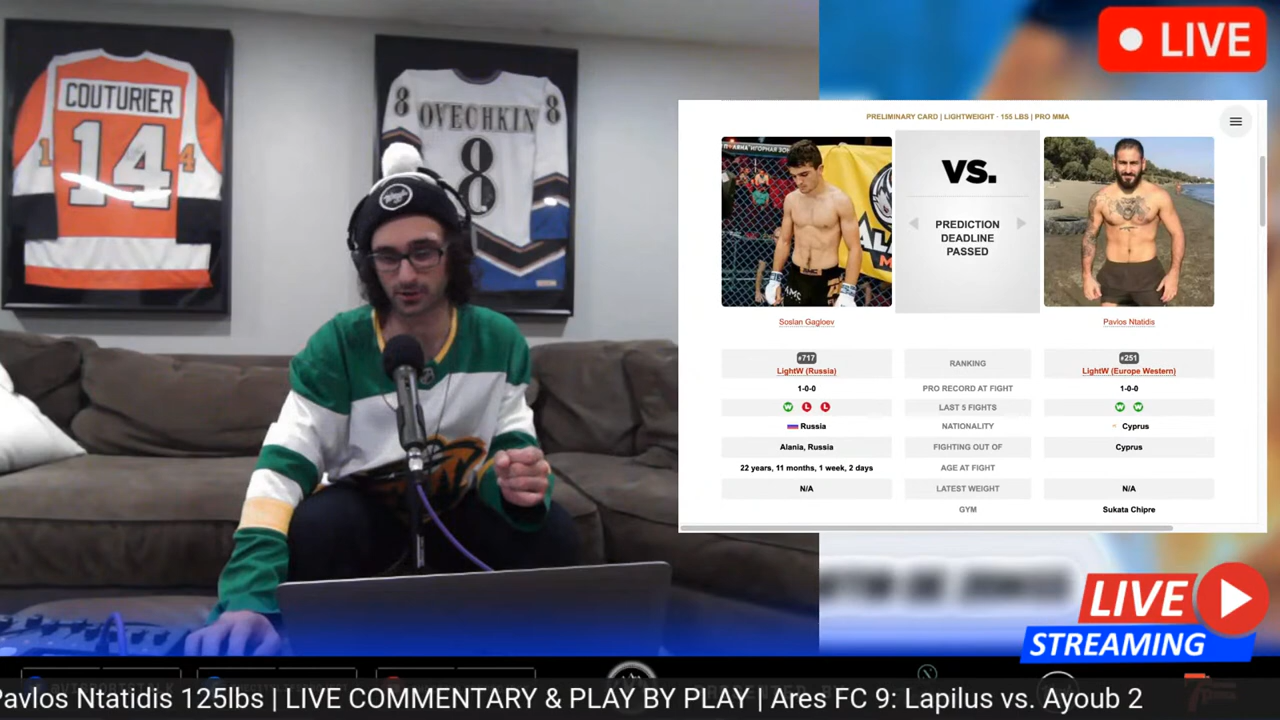 COUTURIER
14
1
4
8
OVECHKIN
8
8
LIVE
PRELIMINARY CARD | LIGHTWEIGHT · 155 LBS | PRO MMA
VS.
PREDICTION
DEADLINE
PASSED
Soslan Gagloev
Pavlos Ntatidis
#717
LightW (Russia)
RANKING
#251
LightW (Europe Western)
1-0-0
PRO RECORD AT FIGHT
1-0-0
W L L
LAST 5 FIGHTS
W W
Russia
NATIONALITY
Cyprus
Alania, Russia
FIGHTING OUT OF
Cyprus
22 years, 11 months, 1 week, 2 days
AGE AT FIGHT
N/A
LATEST WEIGHT
N/A
GYM
Sukata Chipre
LIVE
STREAMING
Pavlos Ntatidis 125lbs | LIVE COMMENTARY & PLAY BY PLAY | Ares FC 9: Lapilus vs. Ayoub 2